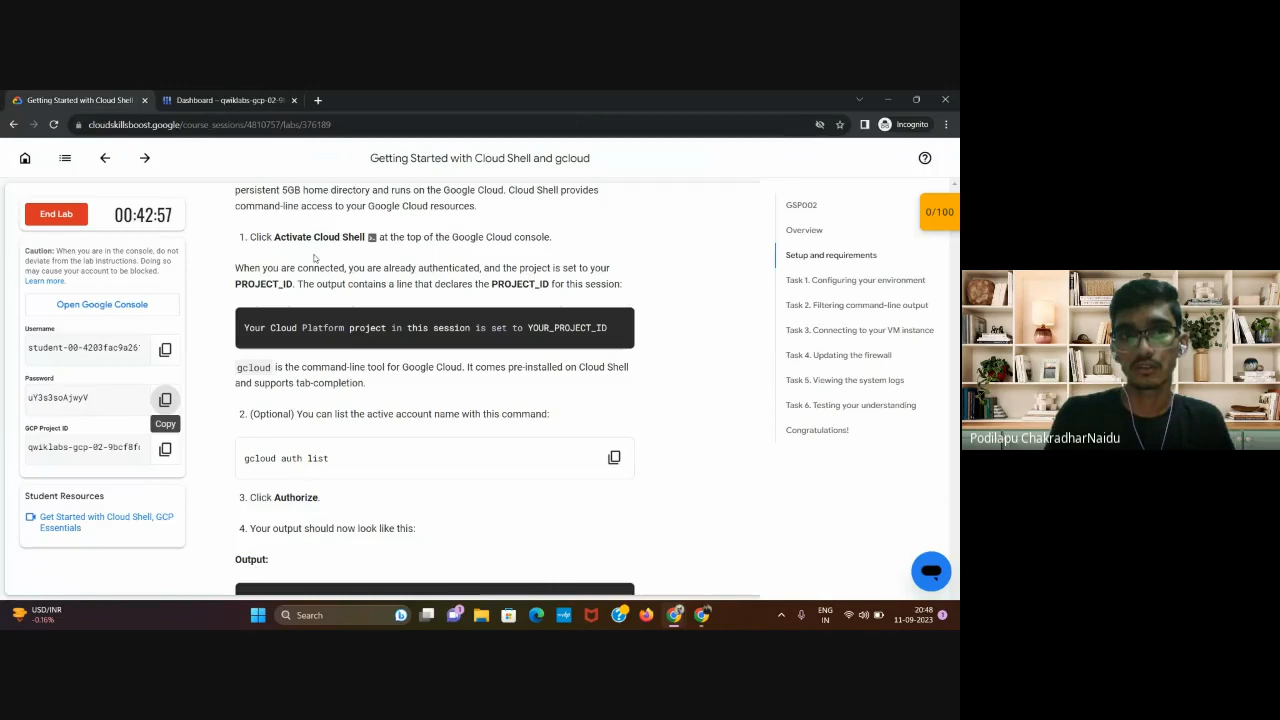 Getting Started with Cloud Shell
Dashboard – qwiklabs-gcp-02-9
cloudskillsboost.google/course_sessions/4810757/labs/376189
Incognito
Getting Started with Cloud Shell and gcloud
End Lab
00:42:57
Caution: When you are in the console, do not
deviate from the lab instructions. Doing so
may cause your account to be blocked.
Learn more.
Open Google Console
Username
student-00-4203fac9a26
Password
uY3s3soAjwyV
Copy
GCP Project ID
qwiklabs-gcp-02-9bcf8f
Student Resources
Get Started with Cloud Shell, GCP
Essentials
persistent 5GB home directory and runs on the Google Cloud. Cloud Shell provides
command-line access to your Google Cloud resources.
1. Click Activate Cloud Shell at the top of the Google Cloud console.
When you are connected, you are already authenticated, and the project is set to your
PROJECT_ID. The output contains a line that declares the PROJECT_ID for this session:
Your Cloud Platform project in this session is set to YOUR_PROJECT_ID
gcloud is the command-line tool for Google Cloud. It comes pre-installed on Cloud Shell
and supports tab-completion.
2. (Optional) You can list the active account name with this command:
gcloud auth list
3. Click Authorize.
4. Your output should now look like this:
Output:
GSP002
Overview
Setup and requirements
Task 1. Configuring your environment
Task 2. Filtering command-line output
Task 3. Connecting to your VM instance
Task 4. Updating the firewall
Task 5. Viewing the system logs
Task 6. Testing your understanding
Congratulations!
0/100
Podilapu ChakradharNaidu
USD/INR
-0.16%
Search
ENG
IN
20:48
11-09-2023